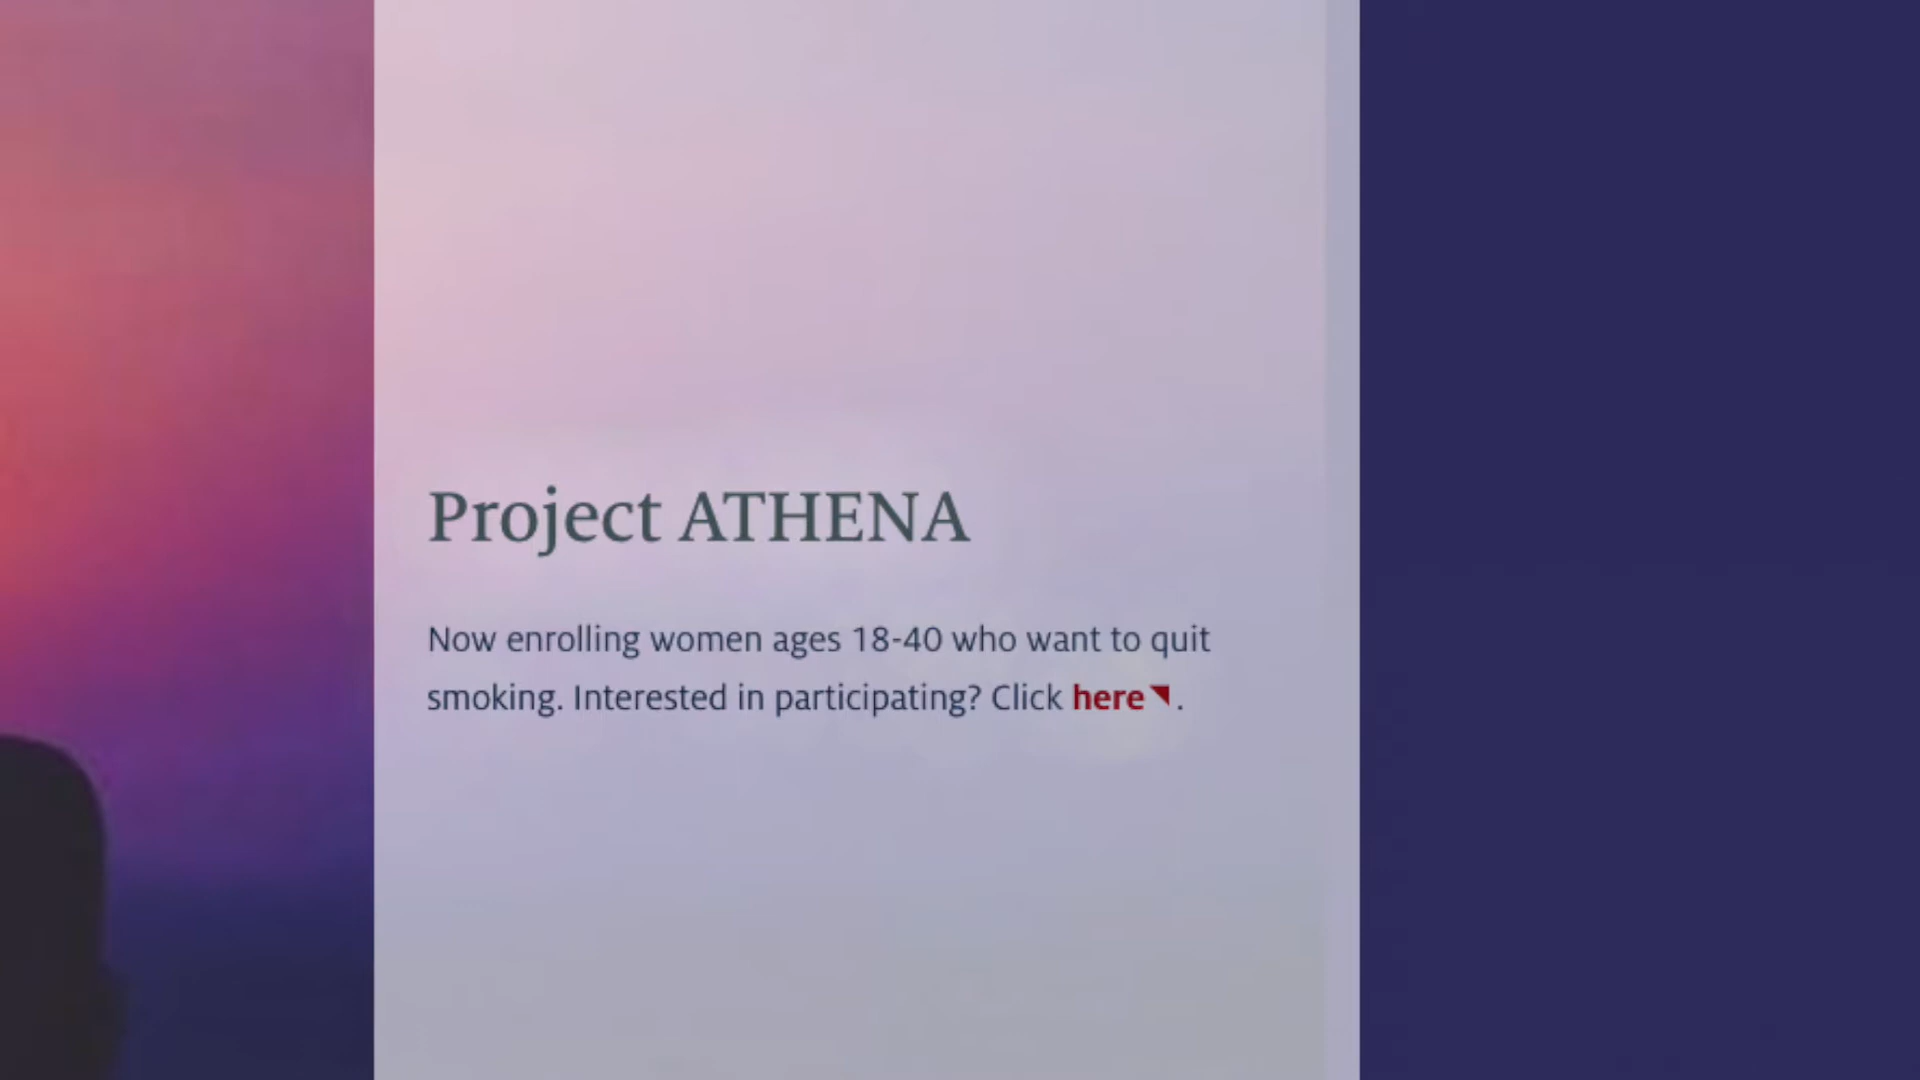 Project ATHENA
Now enrolling women ages 18-40 who want to quit
smoking. Interested in participating? Click here.